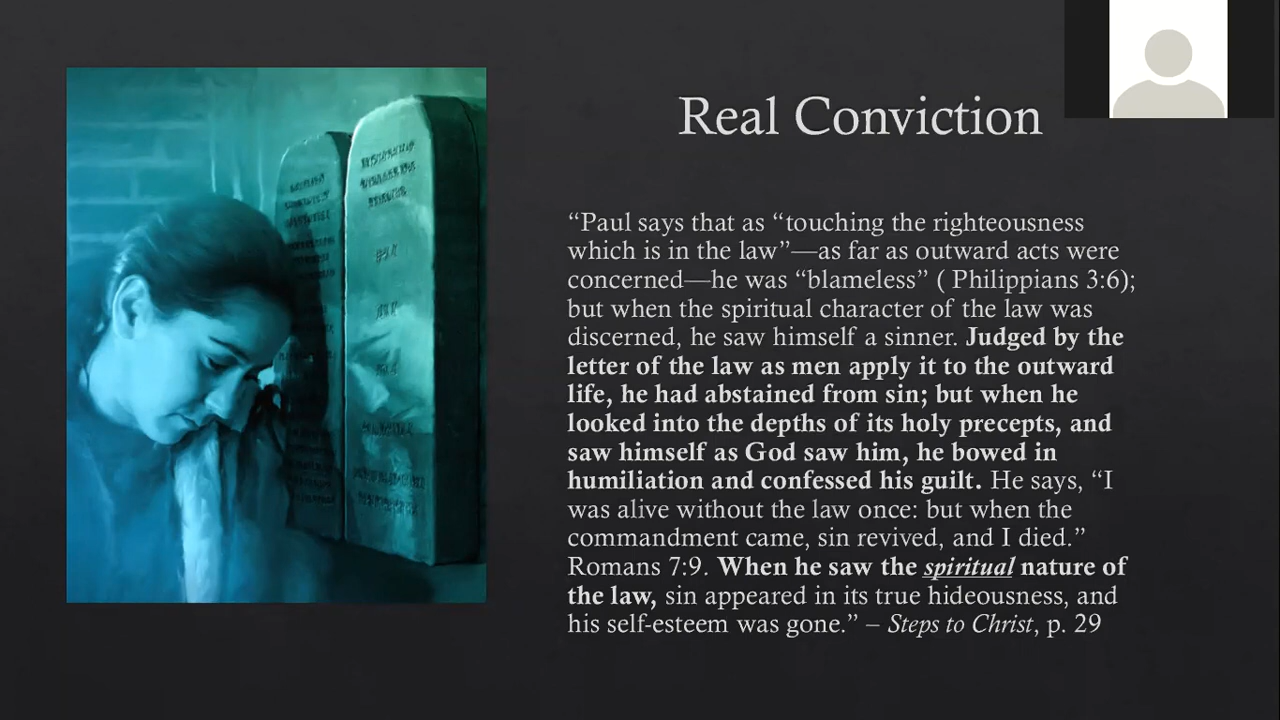 Real Conviction
“Paul says that as “touching the righteousness
which is in the law”—as far as outward acts were
concerned—he was “blameless” ( Philippians 3:6);
but when the spiritual character of the law was
discerned, he saw himself a sinner. Judged by the
letter of the law as men apply it to the outward
life, he had abstained from sin; but when he
looked into the depths of its holy precepts, and
saw himself as God saw him, he bowed in
humiliation and confessed his guilt. He says, “I
was alive without the law once: but when the
commandment came, sin revived, and I died.”
Romans 7:9. When he saw the spiritual nature of
the law, sin appeared in its true hideousness, and
his self-esteem was gone.” – Steps to Christ, p. 29